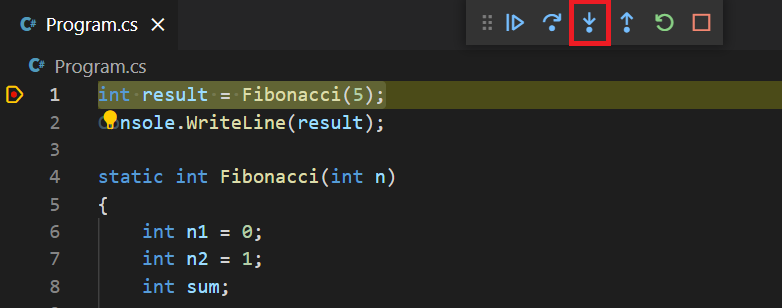 C# Program.cs ×
C# Program.cs
1 int result = Fibonacci(5);
2 Console.WriteLine(result);
3
4 static int Fibonacci(int n)
5 {
6 int n1 = 0;
7 int n2 = 1;
8 int sum;